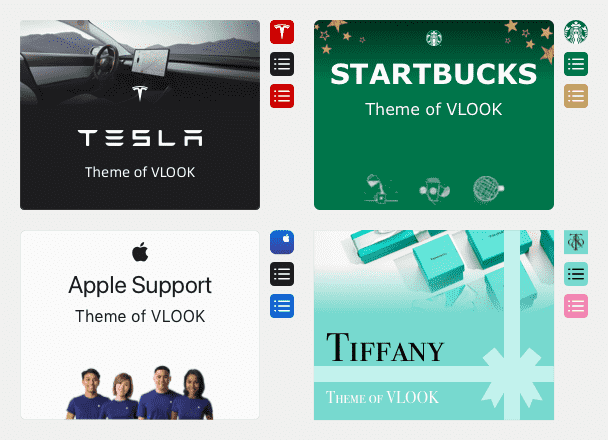 TESLA
Theme of VLOOK
STARTBUCKS
Theme of VLOOK
Apple Support
Theme of VLOOK
TIFFANY
THEME OF VLOOK